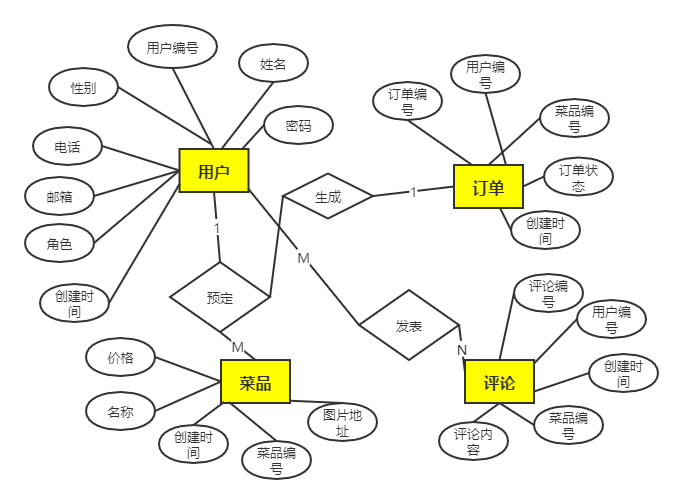 用户编号
姓名
性别
密码
电话
邮箱
角色
创建时
间
用户
用户编
号
订单编
号
菜品编
号
订单状
态
创建时
间
订单
生成
1
1
预定
M
M
发表
N
价格
名称
创建时
间
菜品编
号
图片地
址
菜品
评论编
号
用户编
号
创建时
间
菜品编
号
评论内
容
评论